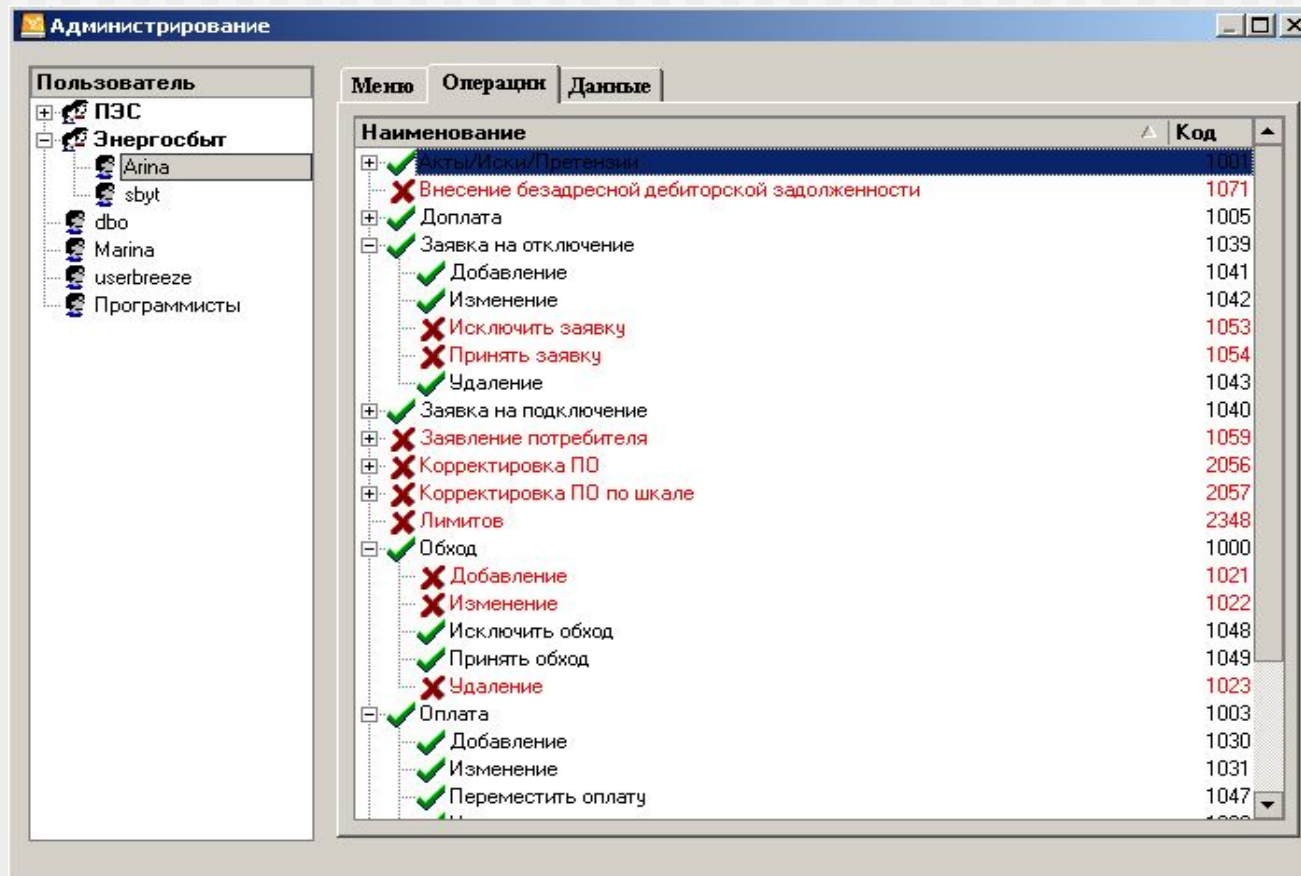 Администрирование
Пользователь
ПЭС
Энергосбыт
Arina
sbyt
dbo
Marina
userbreeze
Программисты
Меню Операции Данные
Наименование Код
Акты/Иски/Претензии 1001
Внесение безадресной дебиторской задолженности 1071
Доплата 1005
Заявка на отключение 1039
Добавление 1041
Изменение 1042
Исключить заявку 1053
Принять заявку 1054
Удаление 1043
Заявка на подключение 1040
Заявление потребителя 1059
Корректировка ПО 2056
Корректировка ПО по шкале 2057
Лимитов 2348
Обход 1000
Добавление 1021
Изменение 1022
Исключить обход 1048
Принять обход 1049
Удаление 1023
Оплата 1003
Добавление 1030
Изменение 1031
Переместить оплату 1047